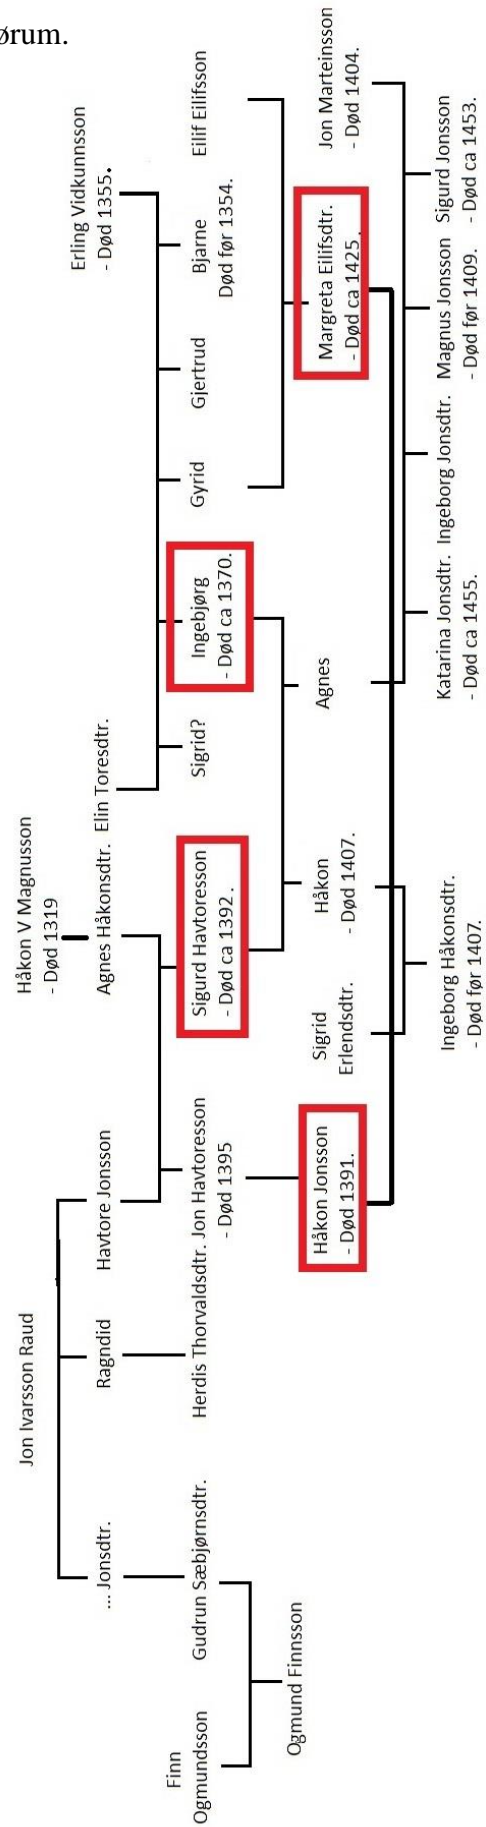 ørum.
Håkon V Magnusson
- Død 1319
Jon Ivarsson Raud
Erling Vidkunnsson
- Død 1355.
... Jonsdtr.
Ragndid
Havtore Jonsson
Agnes Håkonsdtr.
Elin Toresdtr.
Finn
Ogmundsson
Gudrun Sæbjørnsdtr.
Herdis Thorvaldsdtr.
Jon Havtoresson
- Død 1395
Sigurd Havtoresson
- Død ca 1392.
Sigrid?
Ingebjørg
- Død ca 1370.
Gyrid
Gjertrud
Bjarne
Død før 1354.
Eilif Eilifsson
Ogmund Finnsson
Håkon Jonsson
- Død 1391.
Sigrid
Erlendsdtr.
Håkon
- Død 1407.
Agnes
Margreta Eilifsdtr.
- Død ca 1425.
Jon Marteinsson
- Død 1404.
Ingeborg Håkonsdtr.
- Død før 1407.
Katarina Jonsdtr.
- Død ca 1455.
Ingeborg Jonsdtr.
Magnus Jonsson
- Død før 1409.
Sigurd Jonsson
- Død ca 1453.